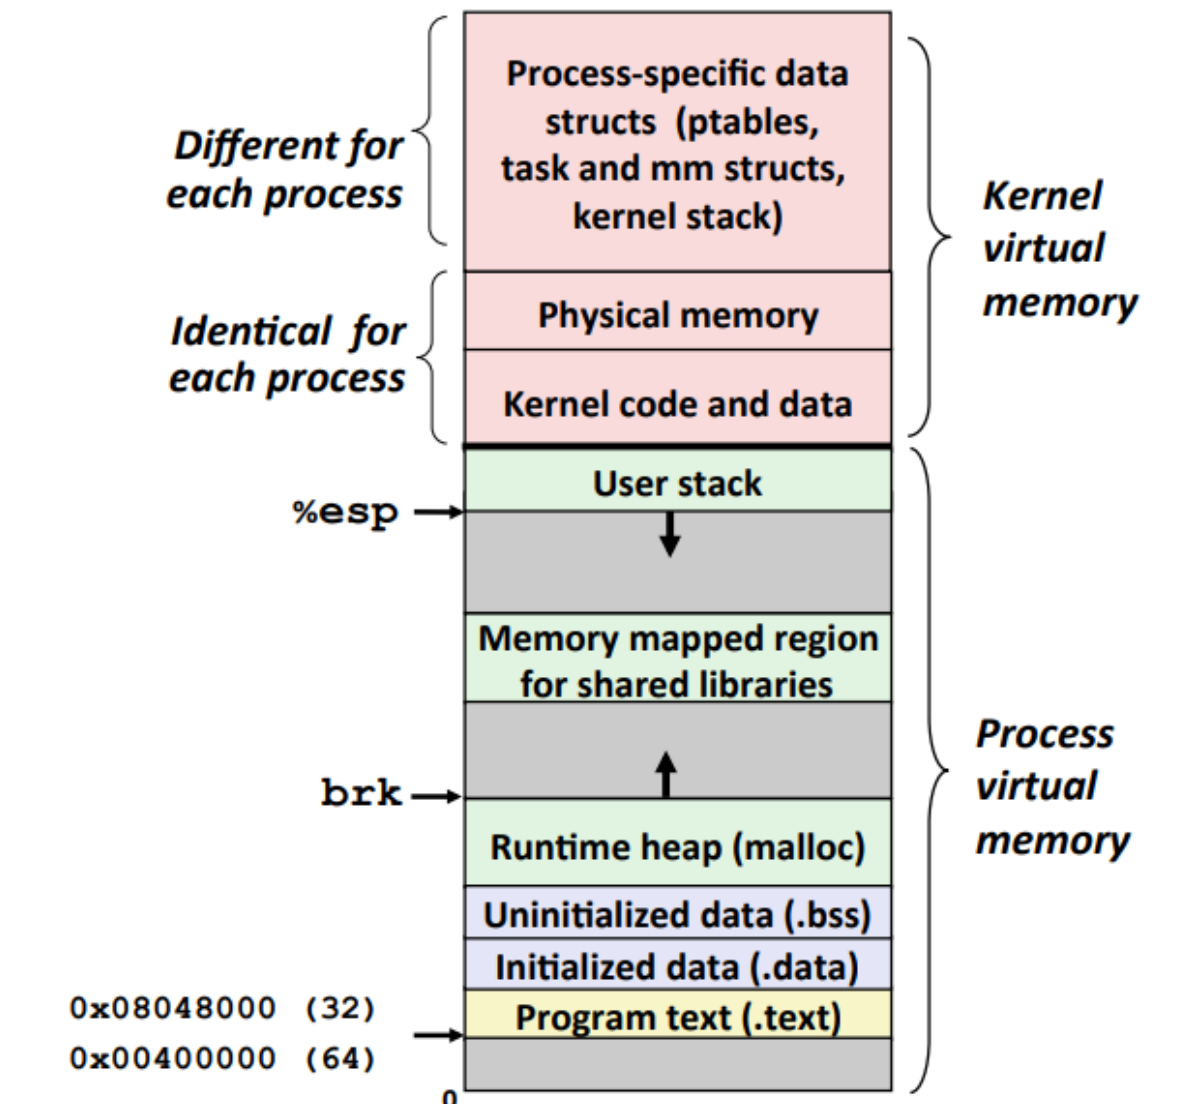 Process-specific data
structs (ptables,
task and mm structs,
kernel stack)
Different for
each process
Kernel
virtual
memory
Physical memory
Identical for
each process
Kernel code and data
User stack
%esp
Memory mapped region
for shared libraries
Process
virtual
memory
brk
Runtime heap (malloc)
Uninitialized data (.bss)
Initialized data (.data)
Program text (.text)
0x08048000 (32)
0x00400000 (64)
0